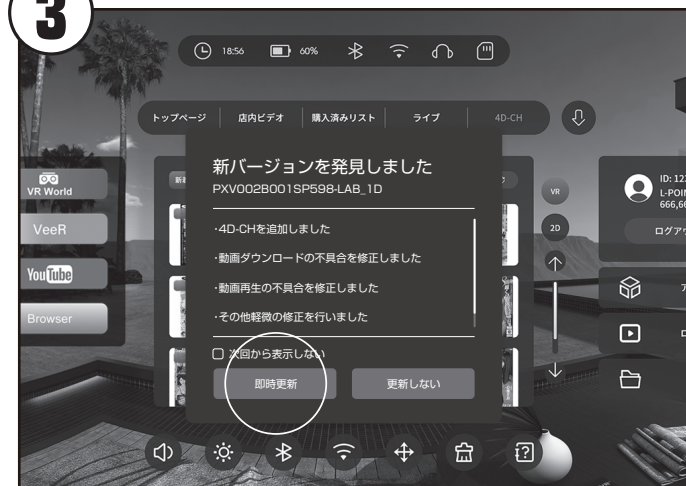 3
18:56
60%
トップページ
店内ビデオ
購入済みリスト
ライブ
4D-CH
新バージョンを発見しました
PXV002B001SP598-LAB_1D
・4D-CHを追加しました
・動画ダウンロードの不具合を修正しました
・動画再生の不具合を修正しました
・その他軽微の修正を行いました
次回から表示しない
即時更新
更新しない
VR World
VeeR
YouTube
Browser
VR
2D
ID: 12
L-POI
666,6
ログア